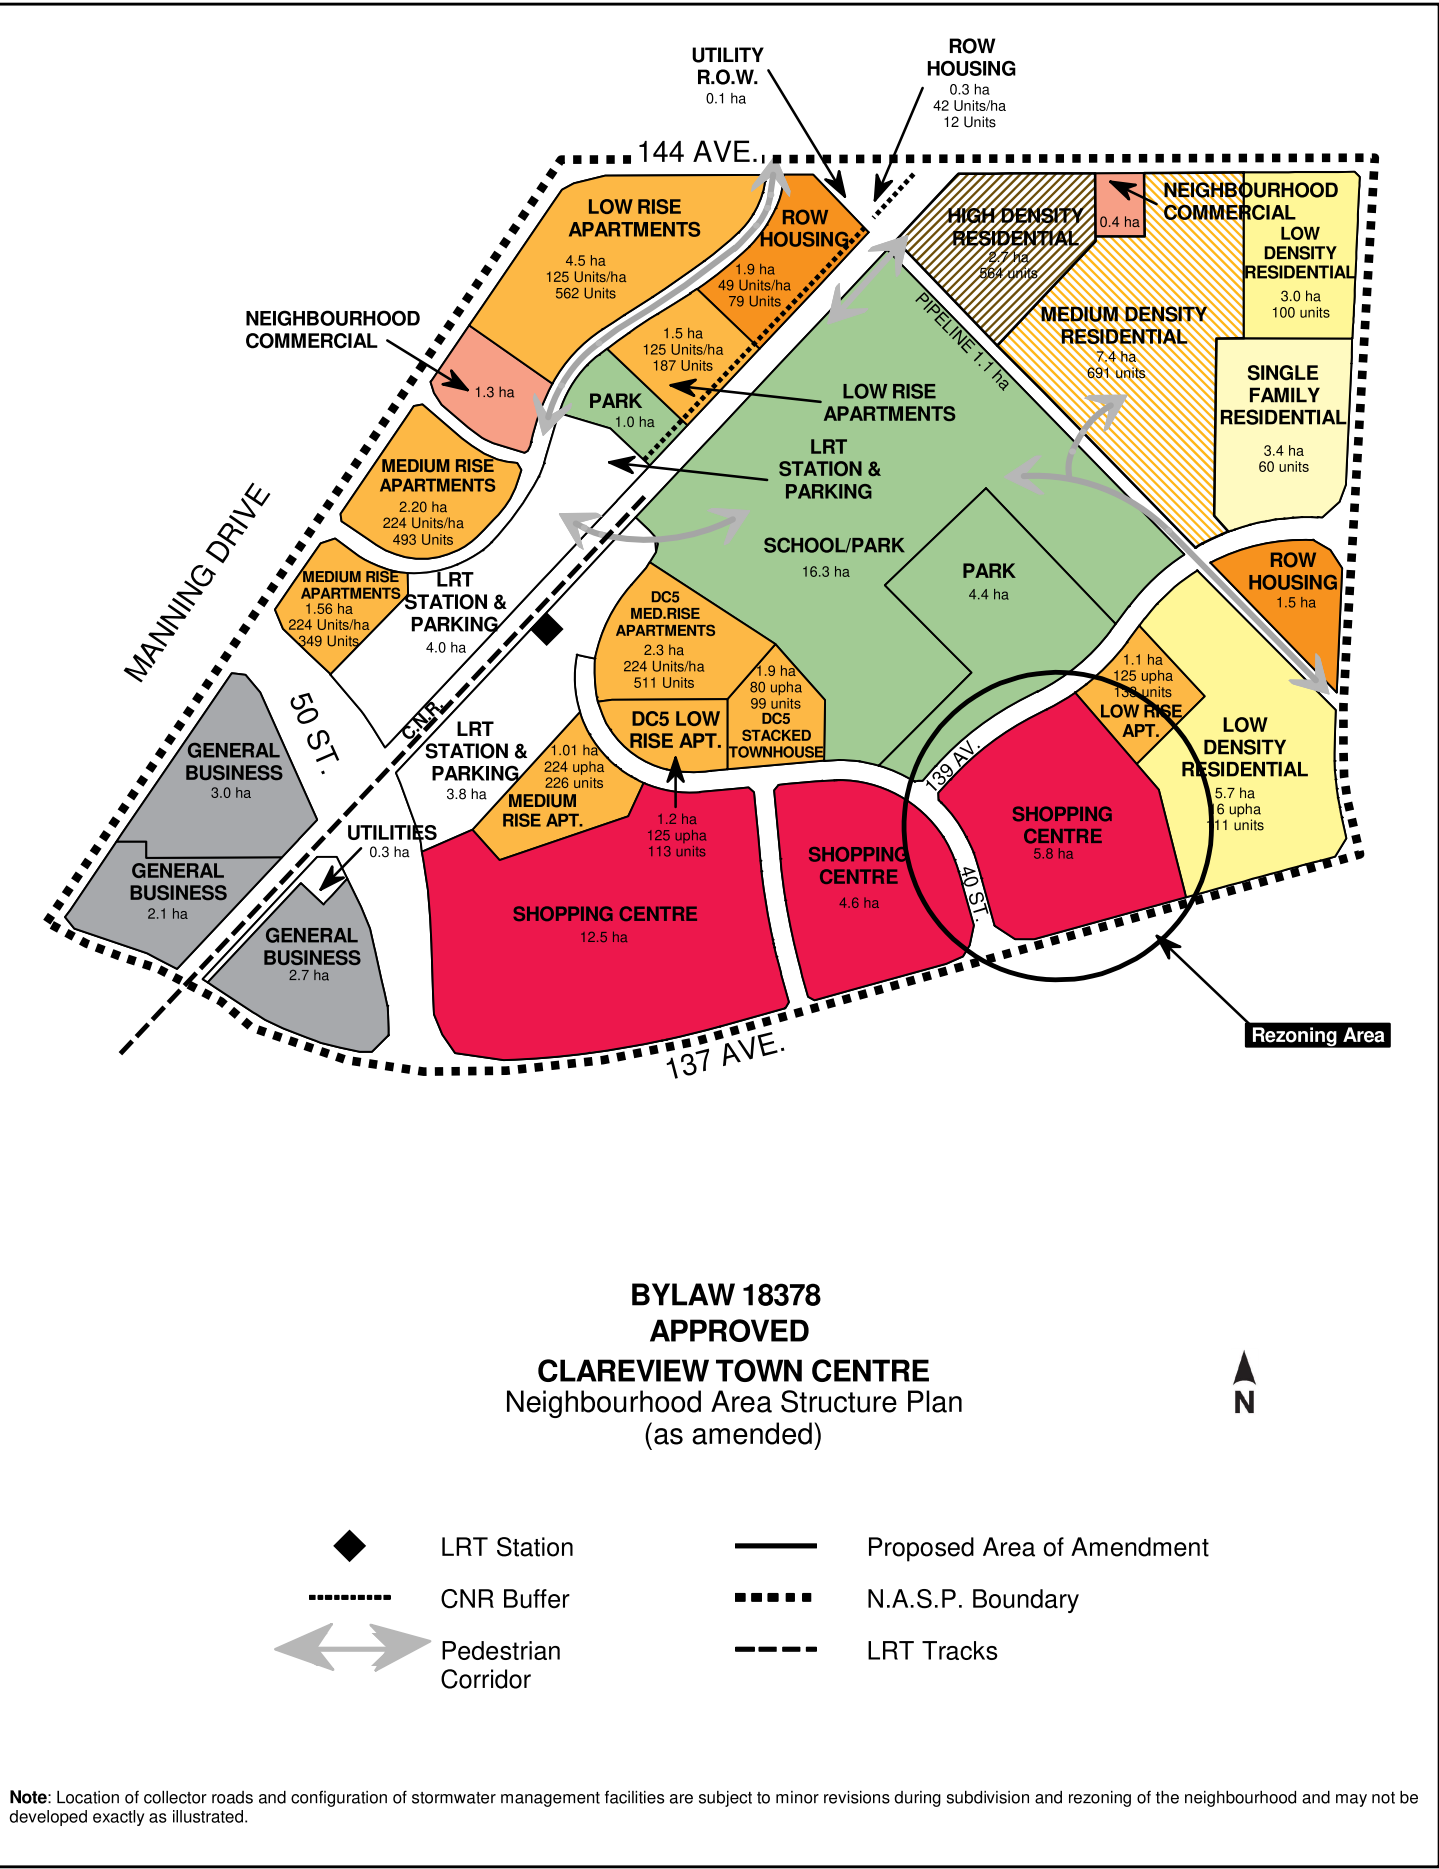 UTILITY
R.O.W.
0.1 ha
ROW
HOUSING
0.3 ha
42 Units/ha
12 Units
144 AVE.
LOW RISE
APARTMENTS
4.5 ha
125 Units/ha
562 Units
ROW
HOUSING
1.9 ha
49 Units/ha
79 Units
HIGH DENSITY
RESIDENTIAL
2.7 ha
564 units
0.4 ha
NEIGHBOURHOOD
COMMERCIAL
LOW
DENSITY
RESIDENTIAL
3.0 ha
100 units
NEIGHBOURHOOD
COMMERCIAL
1.3 ha
1.5 ha
125 Units/ha
187 Units
PARK
1.0 ha
LOW RISE
APARTMENTS
PIPELINE 1.1 ha
MEDIUM DENSITY
RESIDENTIAL
7.4 ha
691 units
SINGLE
FAMILY
RESIDENTIAL
3.4 ha
60 units
LRT
STATION &
PARKING
MEDIUM RISE
APARTMENTS
2.20 ha
224 Units/ha
493 Units
MANNING DRIVE
SCHOOL/PARK
16.3 ha
PARK
4.4 ha
ROW
HOUSING
1.5 ha
MEDIUM RISE
APARTMENTS
1.56 ha
224 Units/ha
349 Units
LRT
STATION &
PARKING
4.0 ha
DC5
MED.RISE
APARTMENTS
2.3 ha
224 Units/ha
511 Units
1.9 ha
80 upha
99 units
DC5
STACKED
TOWNHOUSE
DC5 LOW
RISE APT.
1.1 ha
125 upha
138 units
LOW RISE
APT.
50 ST.
C.N.R.
LRT
STATION &
PARKING
3.8 ha
1.01 ha
224 upha
226 units
MEDIUM
RISE APT.
1.2 ha
125 upha
113 units
139 AV.
LOW
DENSITY
RESIDENTIAL
5.7 ha
16 upha
111 units
GENERAL
BUSINESS
3.0 ha
UTILITIES
0.3 ha
GENERAL
BUSINESS
2.1 ha
GENERAL
BUSINESS
2.7 ha
SHOPPING CENTRE
12.5 ha
SHOPPING
CENTRE
4.6 ha
40 ST.
SHOPPING
CENTRE
5.8 ha
137 AVE.
Rezoning Area
BYLAW 18378
APPROVED
CLAREVIEW TOWN CENTRE
Neighbourhood Area Structure Plan
(as amended)
N
LRT Station
CNR Buffer
Pedestrian
Corridor
Proposed Area of Amendment
N.A.S.P. Boundary
LRT Tracks
Note: Location of collector roads and configuration of stormwater management facilities are subject to minor revisions during subdivision and rezoning of the neighbourhood and may not be
developed exactly as illustrated.